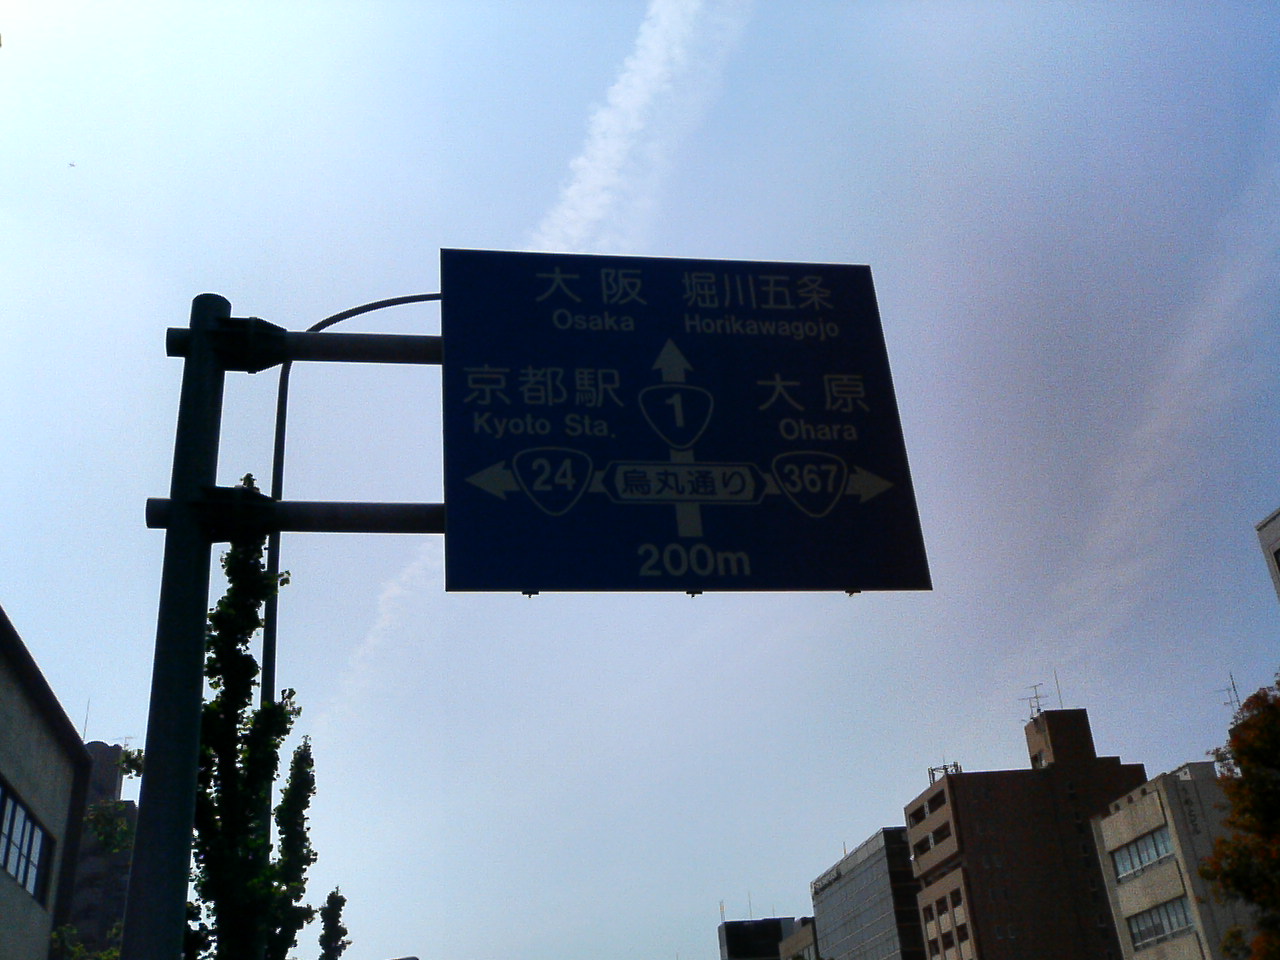 大阪 堀川五条
Osaka Horikawagojo
京都駅 1 大原
Kyoto Sta. Ohara
24 烏丸通り 367
200m